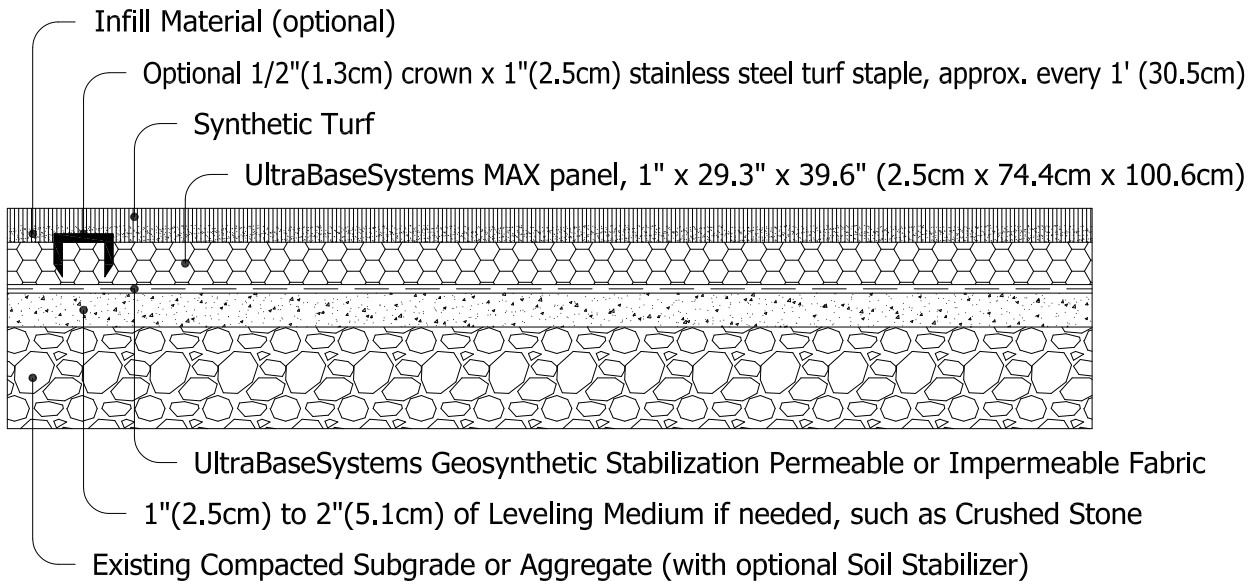 Infill Material (optional)
Optional 1/2"(1.3cm) crown x 1"(2.5cm) stainless steel turf staple, approx. every 1' (30.5cm)
Synthetic Turf
UltraBaseSystems MAX panel, 1" x 29.3" x 39.6" (2.5cm x 74.4cm x 100.6cm)
UltraBaseSystems Geosynthetic Stabilization Permeable or Impermeable Fabric
1"(2.5cm) to 2"(5.1cm) of Leveling Medium if needed, such as Crushed Stone
Existing Compacted Subgrade or Aggregate (with optional Soil Stabilizer)